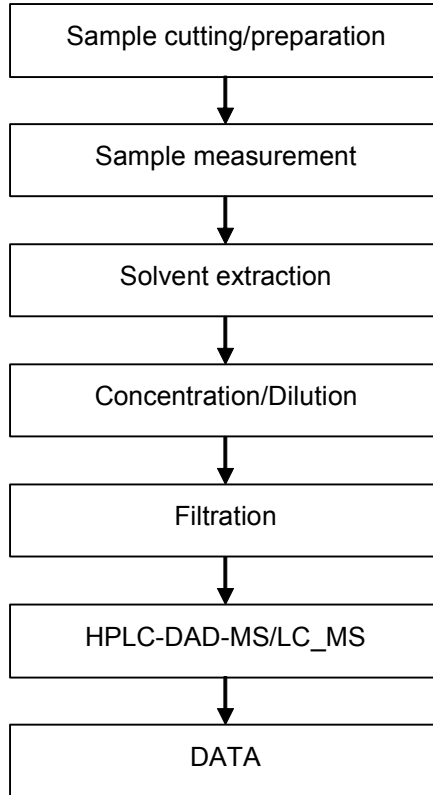 Sample cutting/preparation
Sample measurement
Solvent extraction
Concentration/Dilution
Filtration
HPLC-DAD-MS/LC_MS
DATA